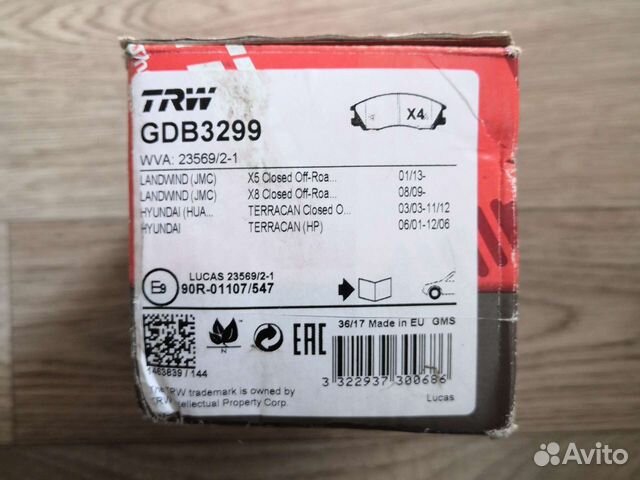 TRW
X4
GDB3299
WVA: 23569/2-1
LANDWIND (JMC) X5 Closed Off-Roa... 01/13-
LANDWIND (JMC) X8 Closed Off-Roa... 08/09-
HYUNDAI (HUA... TERRACAN Closed O... 03/03-11/12
HYUNDAI TERRACAN (HP) 06/01-12/06
LUCAS 23569/2-1
E9 90R-01107/547
36/17 Made in EU GMS
N
EAC
1463839 / 144
3 322937 300686
The TRW trademark is owned by
TRW Intellectual Property Corp.
Lucas
Avito